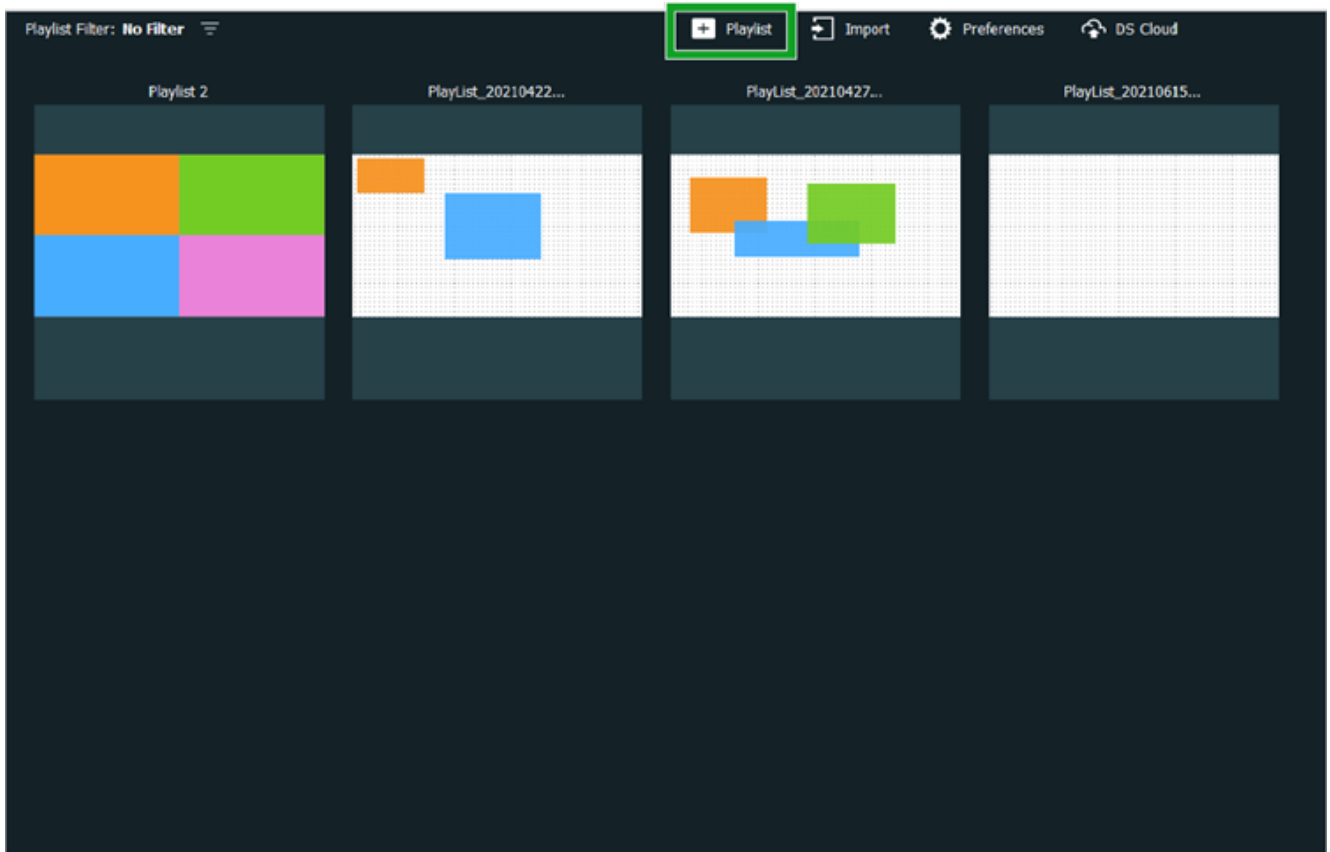 Playlist Filter: No Filter
Playlist Import Preferences DS Cloud
Playlist 2 PlayList_20210422... PlayList_20210427... PlayList_20210615...